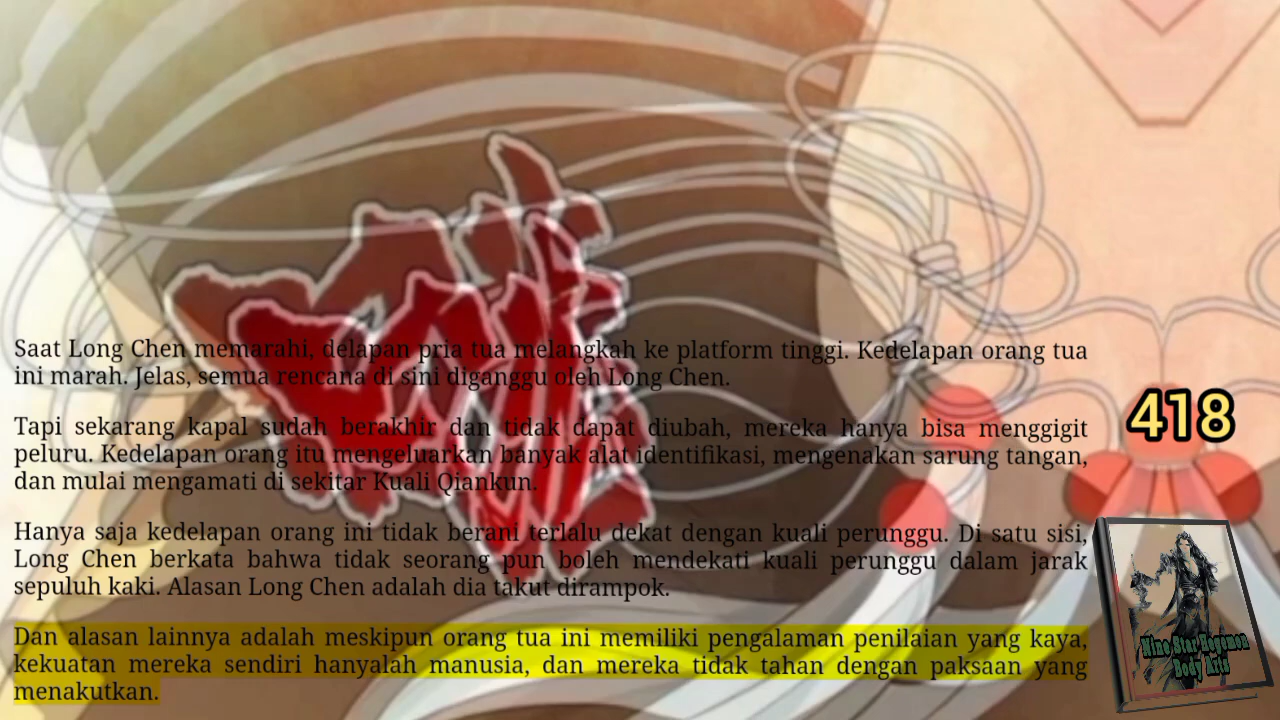 Saat Long Chen memarahi, delapan pria tua melangkah ke platform tinggi. Kedelapan orang tua
ini marah. Jelas, semua rencana di sini diganggu oleh Long Chen.
Tapi sekarang kapal sudah berakhir dan tidak dapat diubah, mereka hanya bisa menggigit
peluru. Kedelapan orang itu mengeluarkan banyak alat identifikasi, mengenakan sarung tangan,
dan mulai mengamati di sekitar Kuali Qiankun.
Hanya saja kedelapan orang ini tidak berani terlalu dekat dengan kuali perunggu. Di satu sisi,
Long Chen berkata bahwa tidak seorang pun boleh mendekati kuali perunggu dalam jarak
sepuluh kaki. Alasan Long Chen adalah dia takut dirampok.
Dan alasan lainnya adalah meskipun orang tua ini memiliki pengalaman penilaian yang kaya,
kekuatan mereka sendiri hanyalah manusia, dan mereka tidak tahan dengan paksaan yang
menakutkan.
418
Nine Star Hegemon
Body Arts